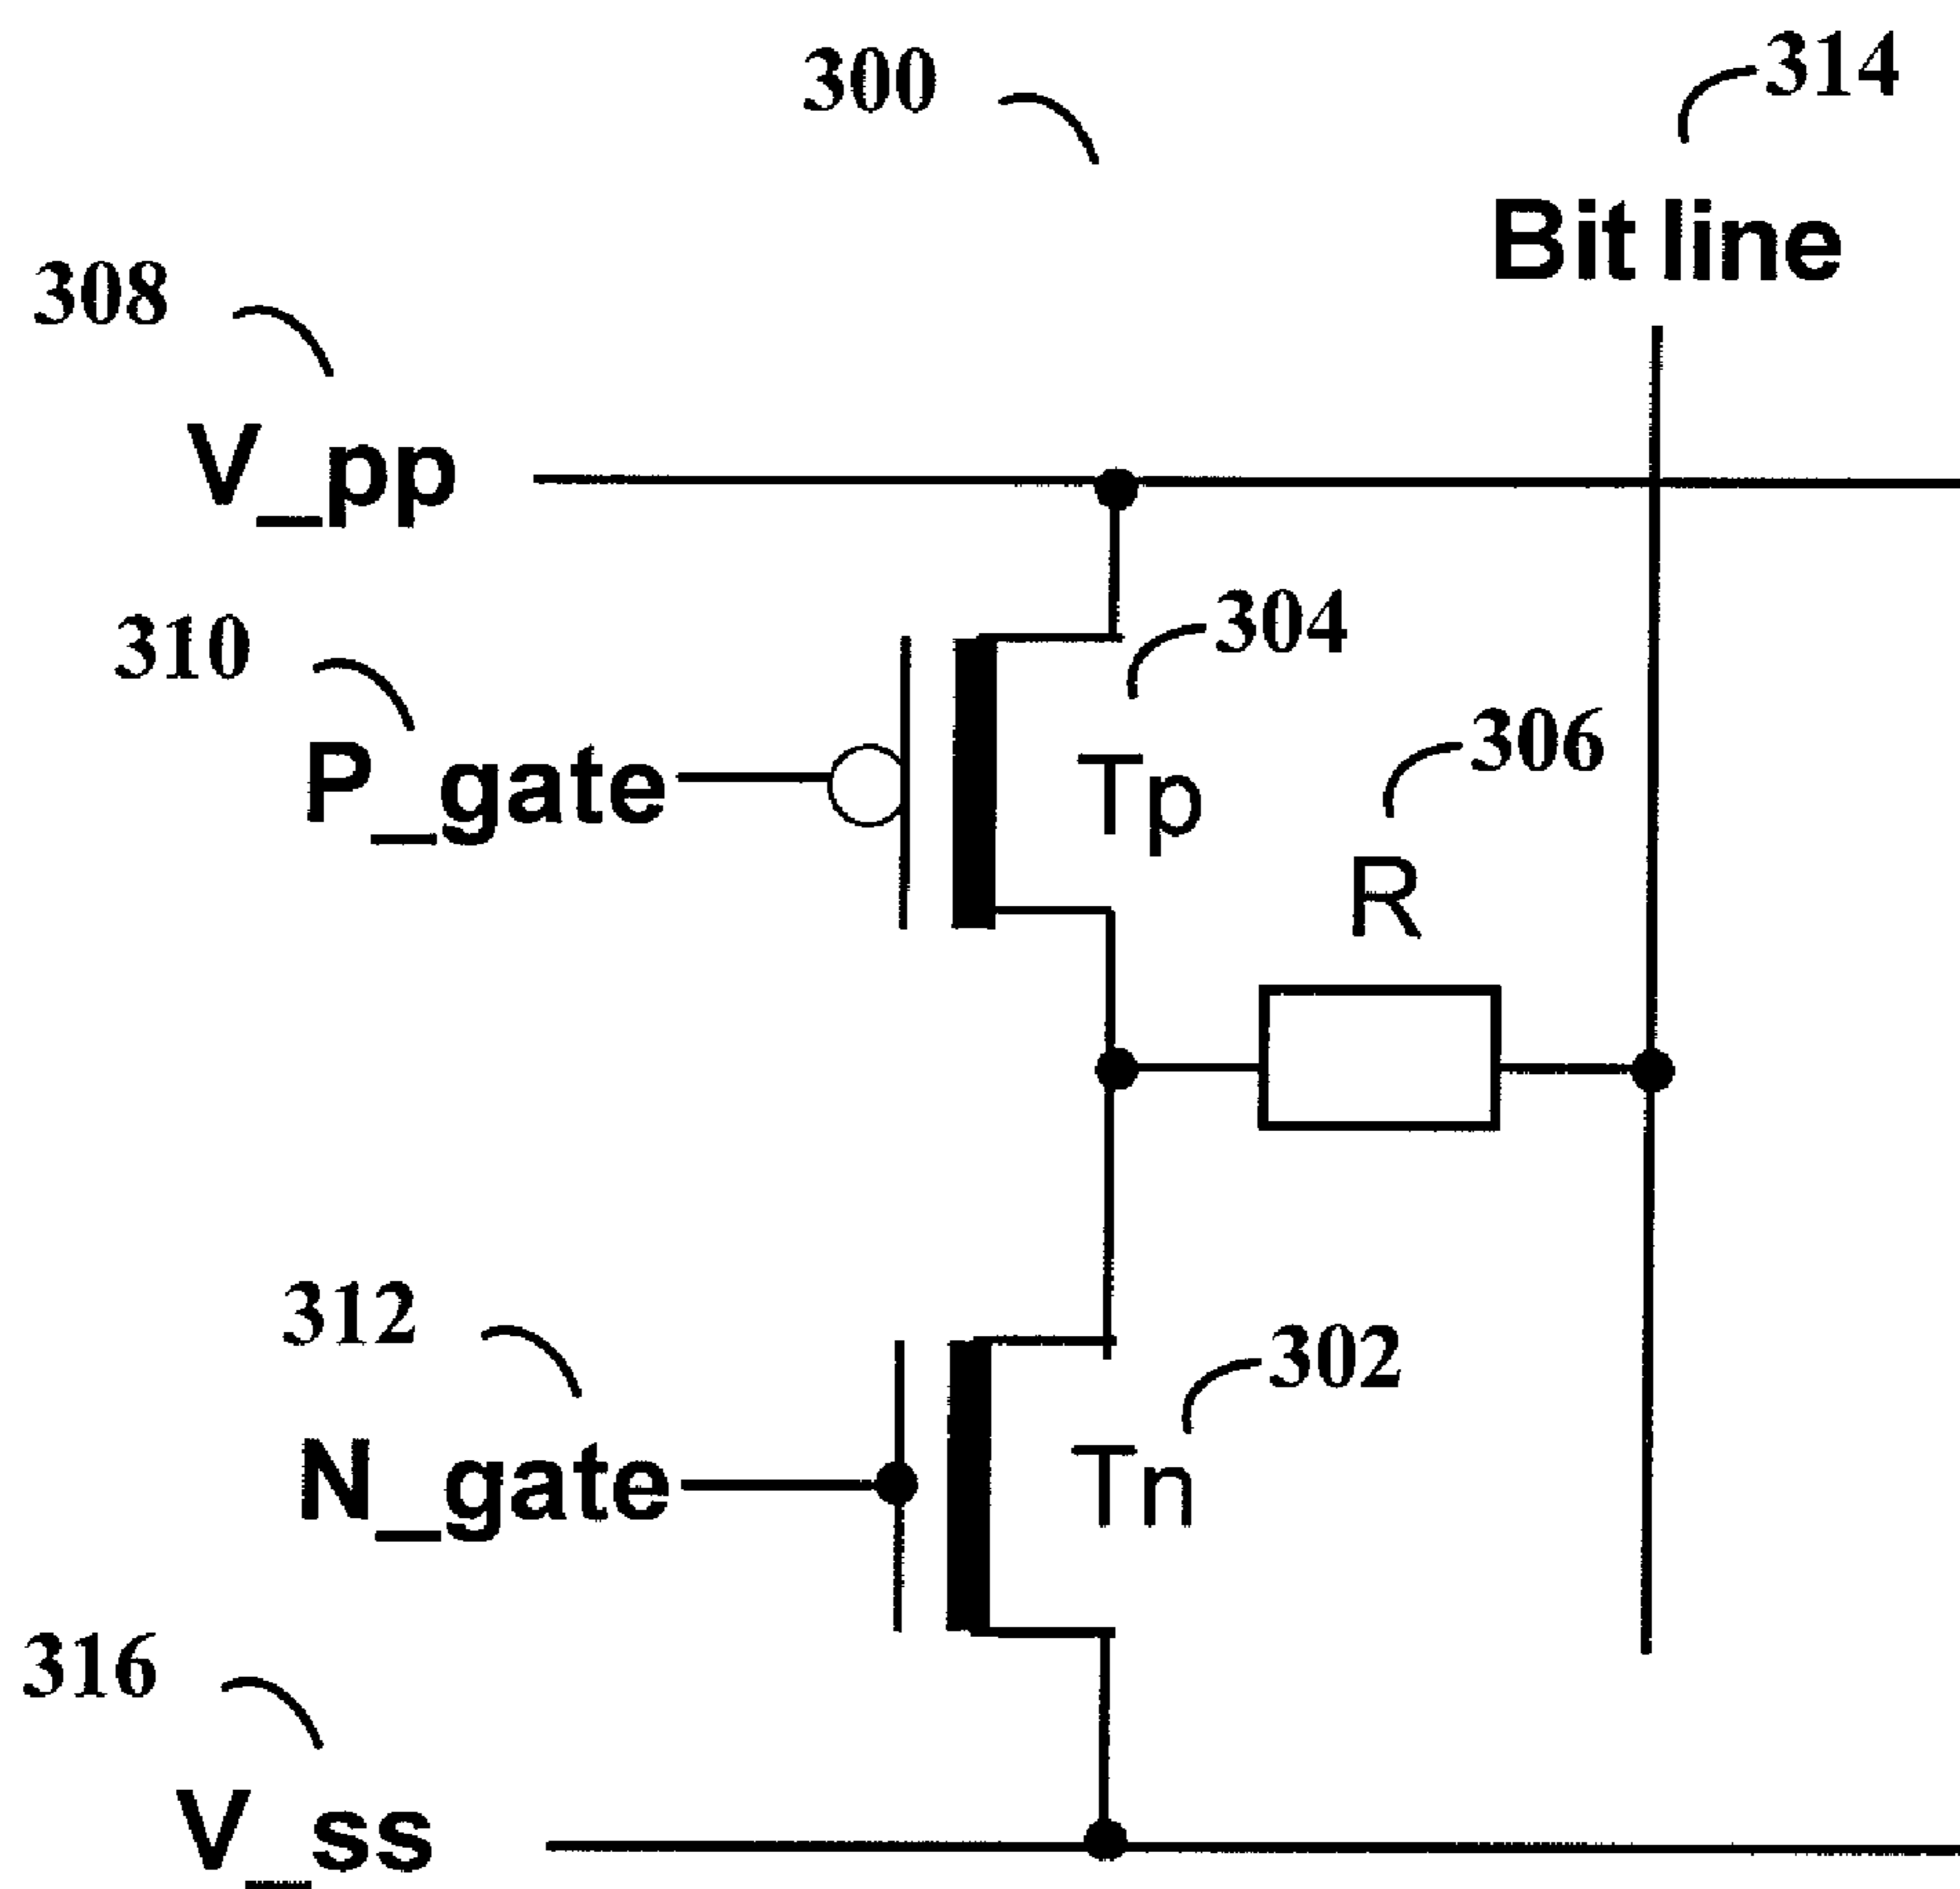 300
314
Bit line
308
V_pp
310
304
P_gate
Tp
306
R
312
302
N_gate
Tn
316
V_ss